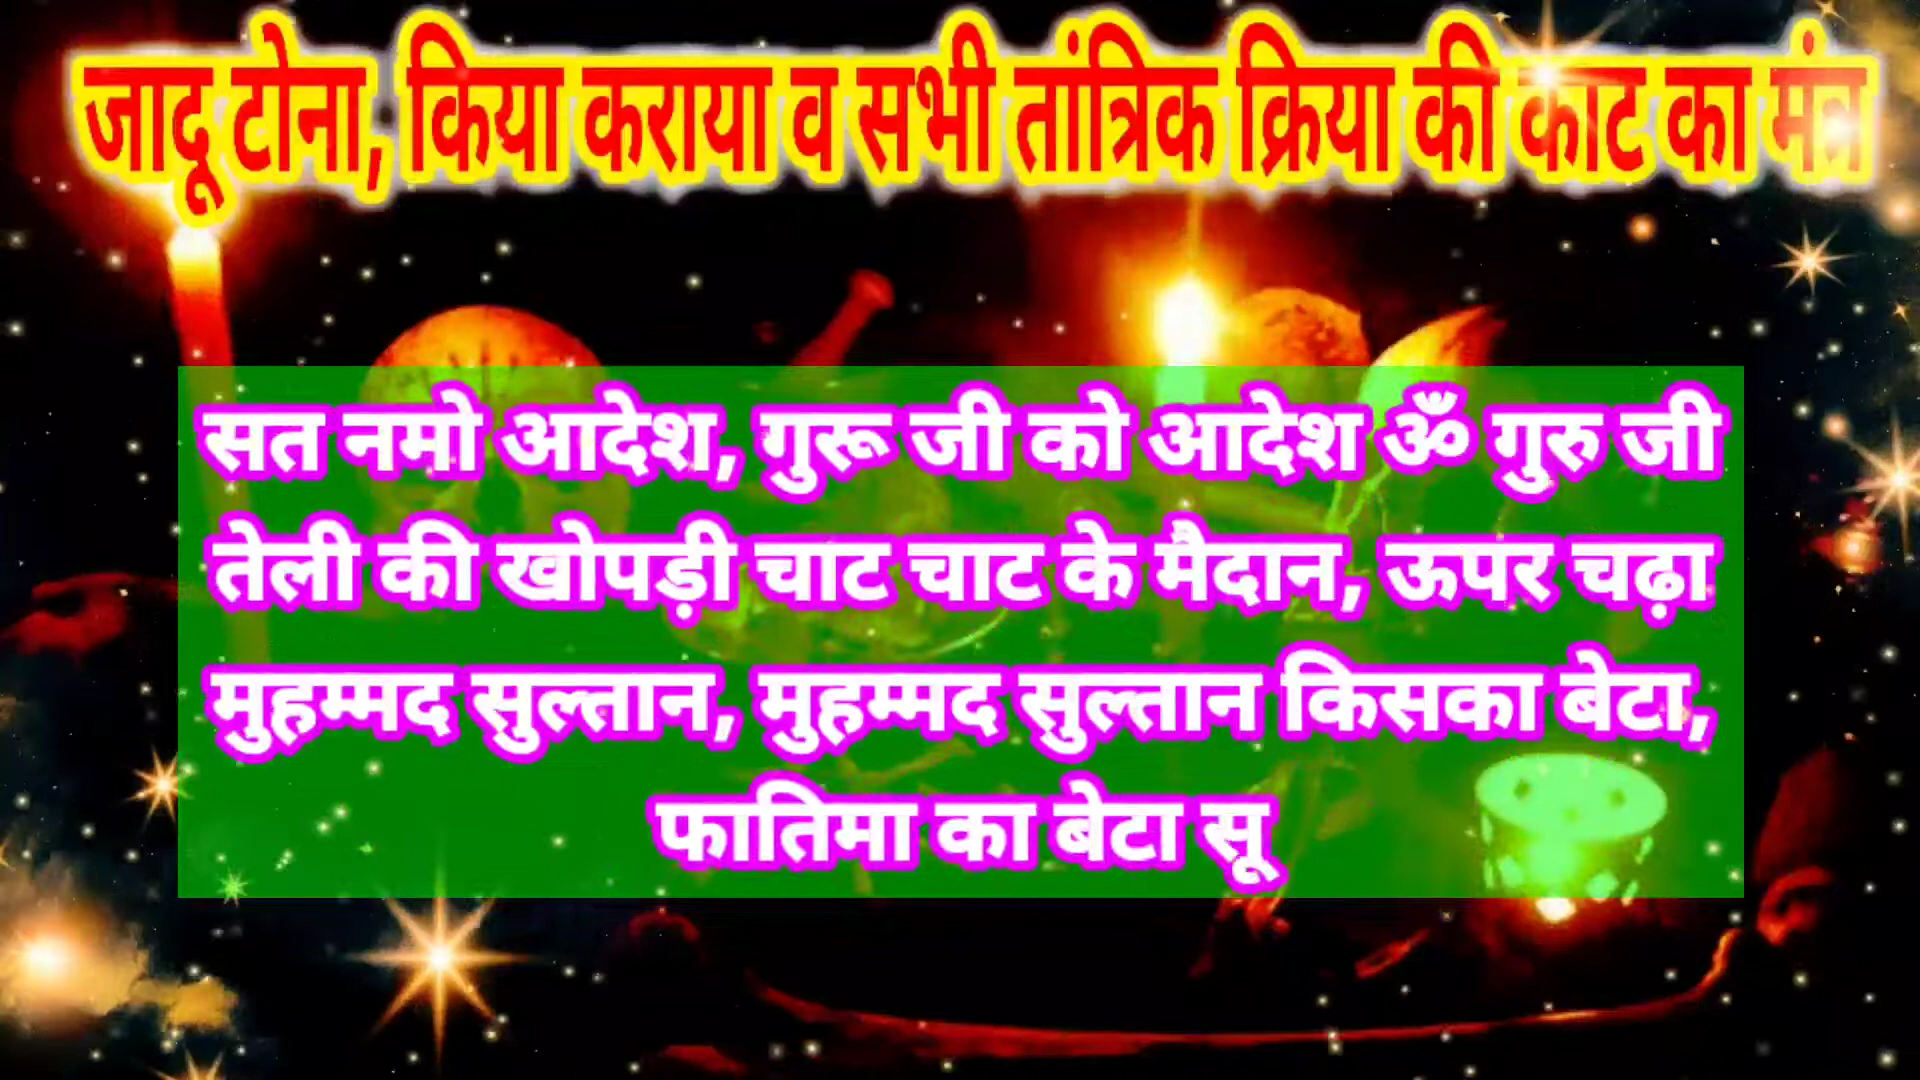 जादू टोना, किया कराया व सभी तांत्रिक क्रिया की काट का मंत्र
सत नमो आदेश, गुरू जी को आदेश ॐ गुरु जी
तेली की खोपड़ी चाट चाट के मैदान, ऊपर चढ़ा
मुहम्मद सुल्तान, मुहम्मद सुल्तान किसका बेटा,
फातिमा का बेटा सू